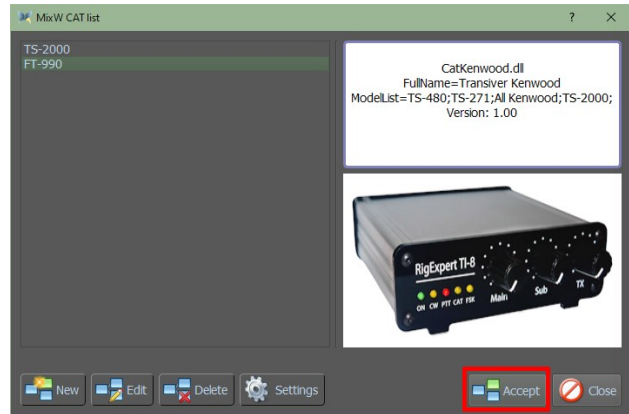 MixW CAT list
?
TS-2000
FT-990
CatKenwood.dll
FullName=Transiver Kenwood
ModelList=TS-480;TS-271;All Kenwood;TS-2000;
Version: 1.00
RigExpert TI-8
ON CW PTT CAT FSK
Main
Sub
TX
New
Edit
Delete
Settings
Accept
Close